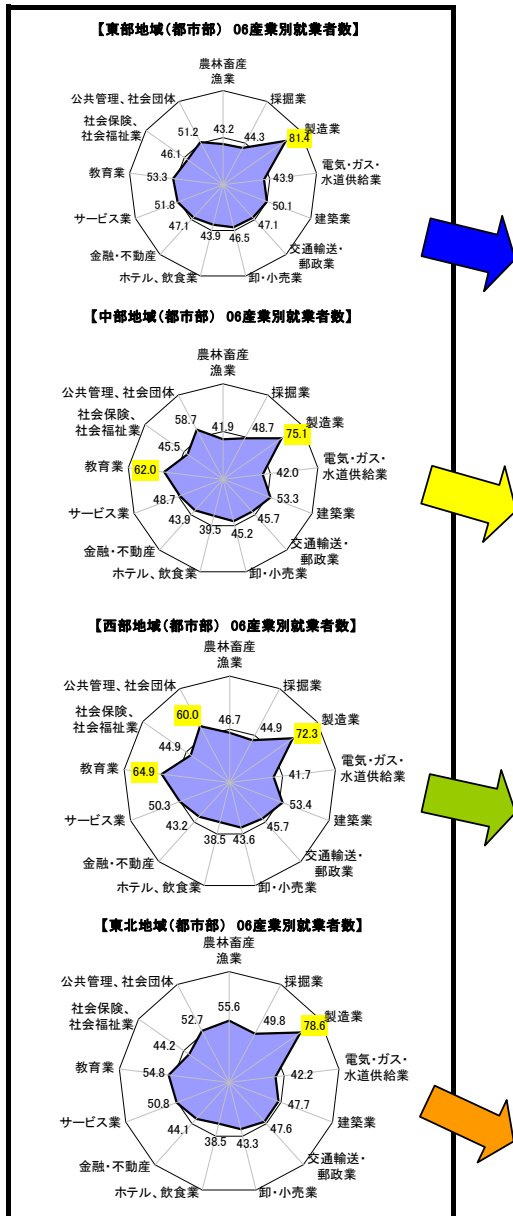 【東部地域(都市部) 06産業別就業者数】
農林畜産
漁業
公共管理、社会団体
採掘業
社会保険、
社会福祉業
製造業
51.2
43.2
44.3
81.4
46.1
教育業
53.3
43.9
電気・ガス・
水道供給業
サービス業
51.8
50.1
建築業
47.1
43.9
46.5
47.1
金融・不動産
交通輸送・
郵政業
ホテル、飲食業
卸・小売業
【中部地域(都市部) 06産業別就業者数】
農林畜産
漁業
公共管理、社会団体
採掘業
社会保険、
社会福祉業
製造業
58.7
41.9
48.7
75.1
45.5
教育業
62.0
42.0
電気・ガス・
水道供給業
サービス業
48.7
53.3
建築業
43.9
39.5
45.2
45.7
金融・不動産
交通輸送・
郵政業
ホテル、飲食業
卸・小売業
【西部地域(都市部) 06産業別就業者数】
農林畜産
漁業
公共管理、社会団体
採掘業
社会保険、
社会福祉業
製造業
60.0
46.7
44.9
72.3
44.9
教育業
64.9
41.7
電気・ガス・
水道供給業
サービス業
50.3
53.4
建築業
43.2
38.5
43.6
45.7
金融・不動産
交通輸送・
郵政業
ホテル、飲食業
卸・小売業
【東北地域(都市部) 06産業別就業者数】
農林畜産
漁業
公共管理、社会団体
採掘業
社会保険、
社会福祉業
製造業
52.7
55.6
49.8
78.6
44.2
教育業
54.8
42.2
電気・ガス・
水道供給業
サービス業
50.8
47.7
建築業
44.1
38.5
43.3
47.6
金融・不動産
交通輸送・
郵政業
ホテル、飲食業
卸・小売業